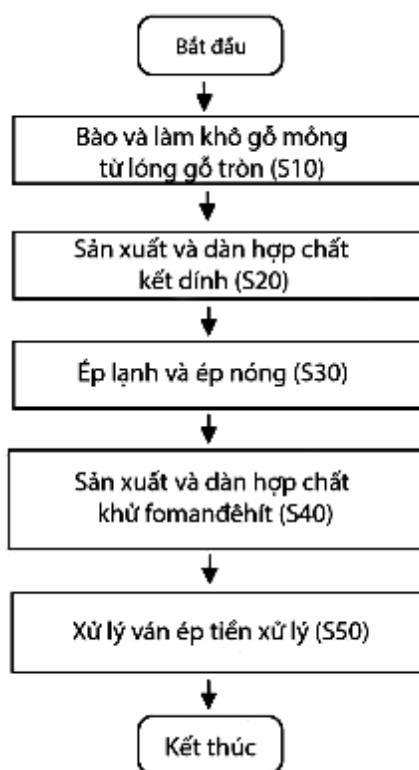 Bắt đầu
Bào và làm khô gỗ mỏng
từ lóng gỗ tròn (S10)
Sản xuất và dàn hợp chất
kết dính (S20)
Ép lạnh và ép nóng (S30)
Sản xuất và dàn hợp chất
khử fomanđêhít (S40)
Xử lý ván ép tiền xử lý (S50)
Kết thúc